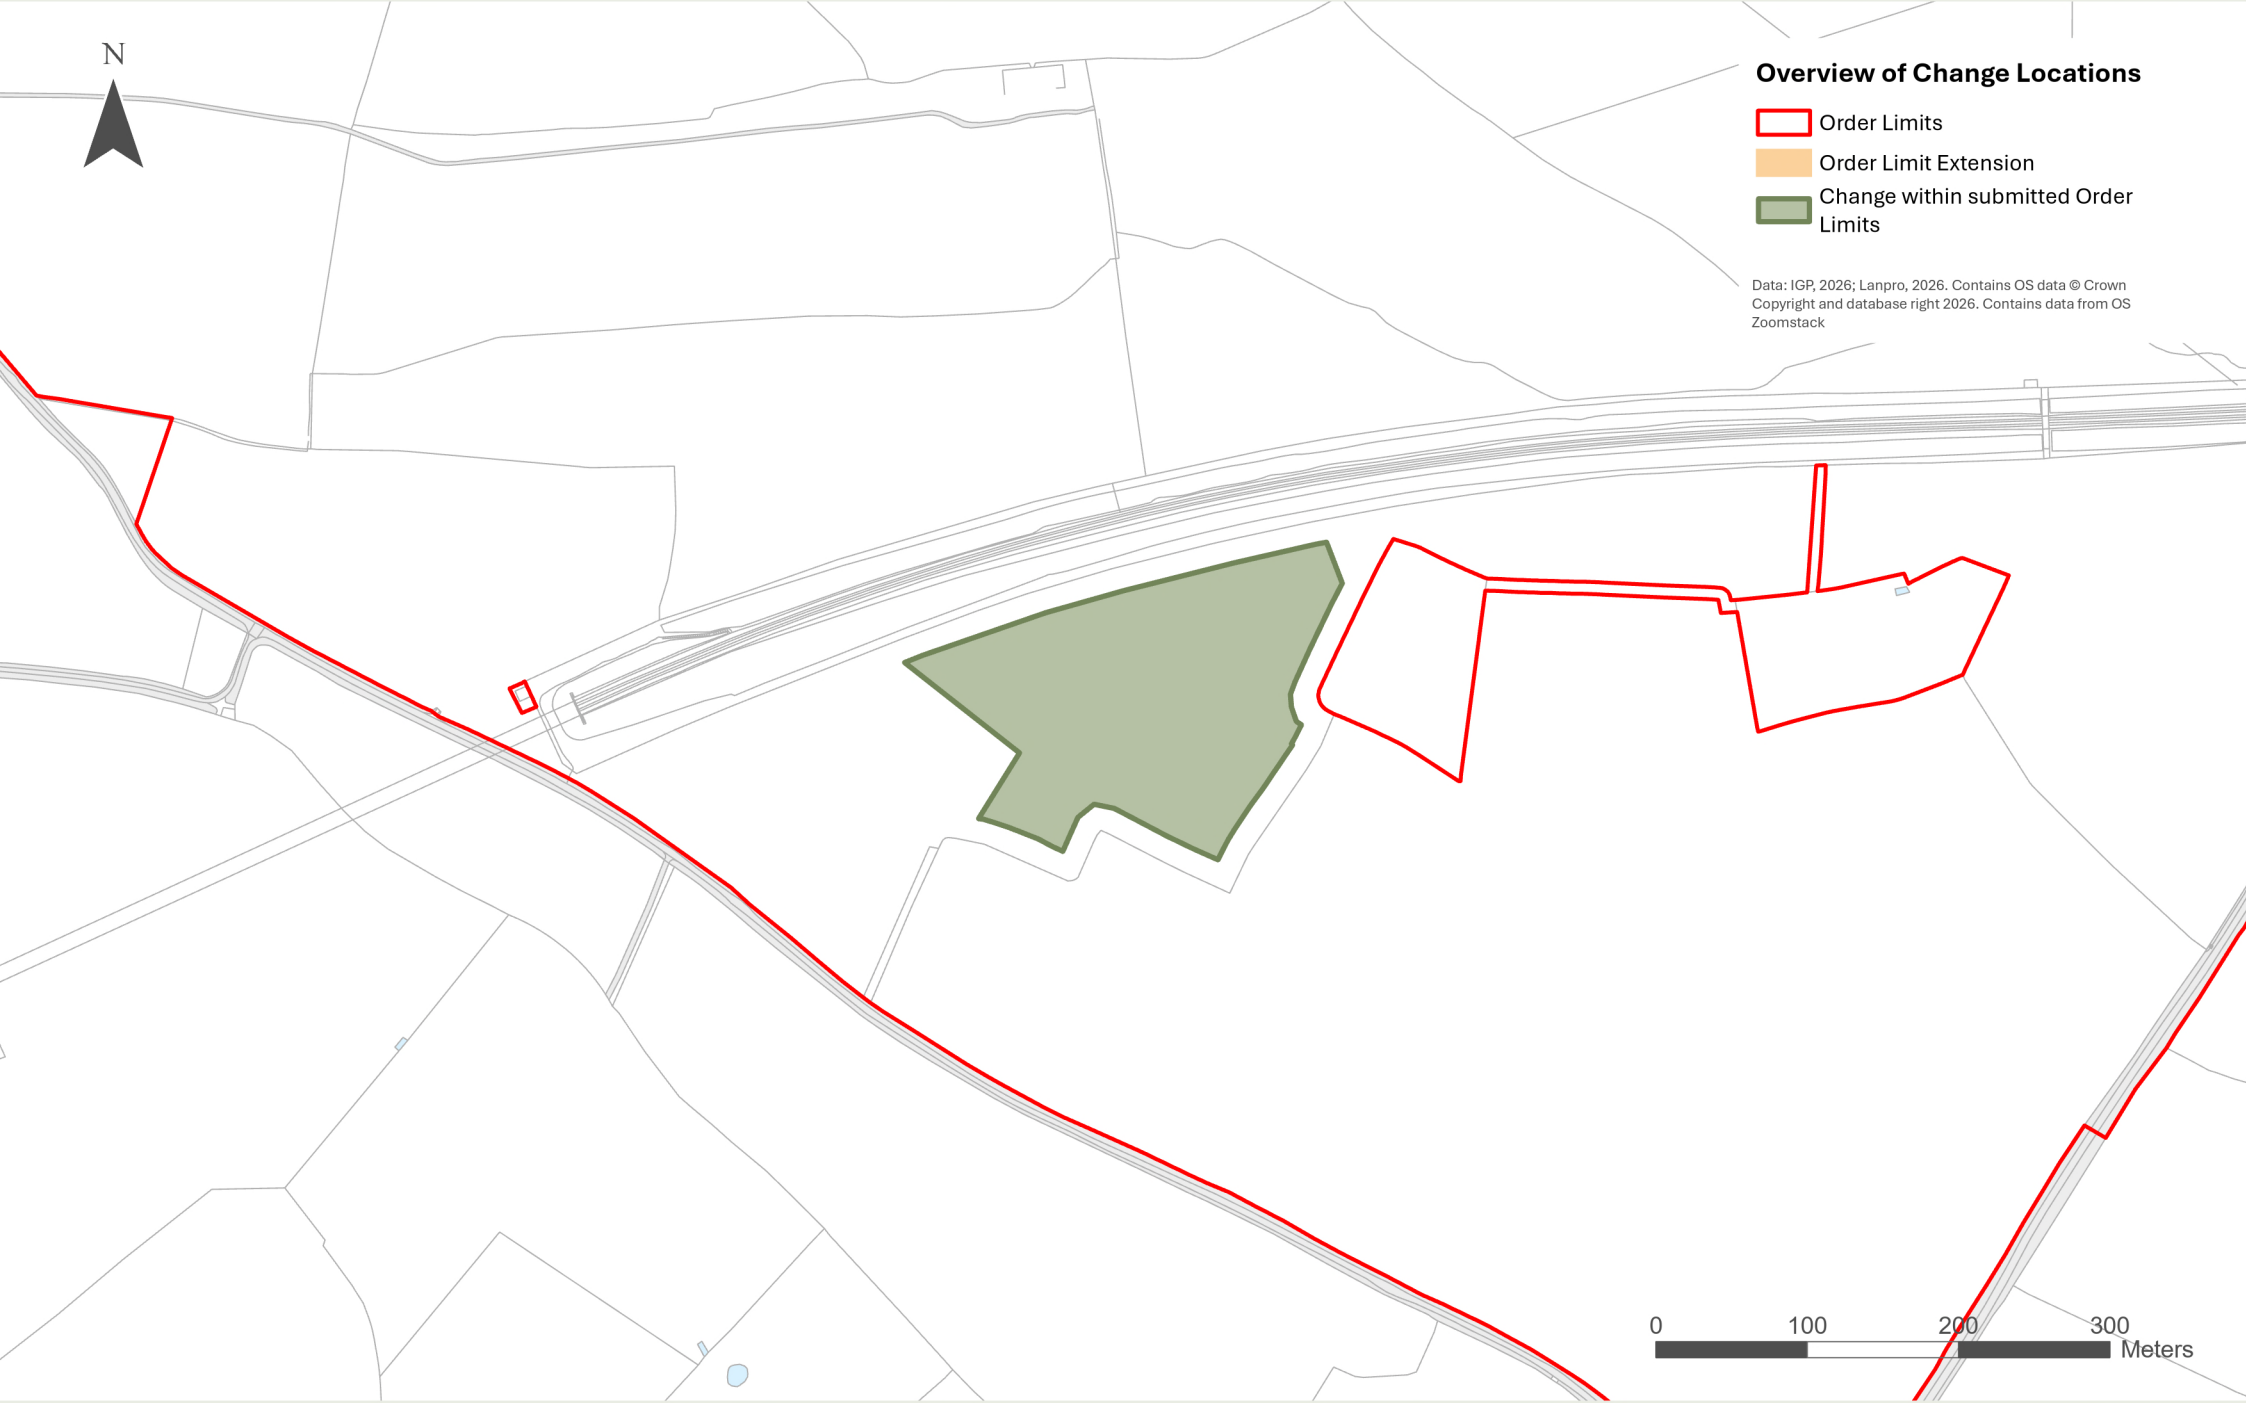 N
Overview of Change Locations
Order Limits
Order Limit Extension
Change within submitted Order
Limits
Data: IGP, 2026; Lanpro, 2026. Contains OS data © Crown
Copyright and database right 2026. Contains data from OS
Zoomstack
0 100 200 300
Meters